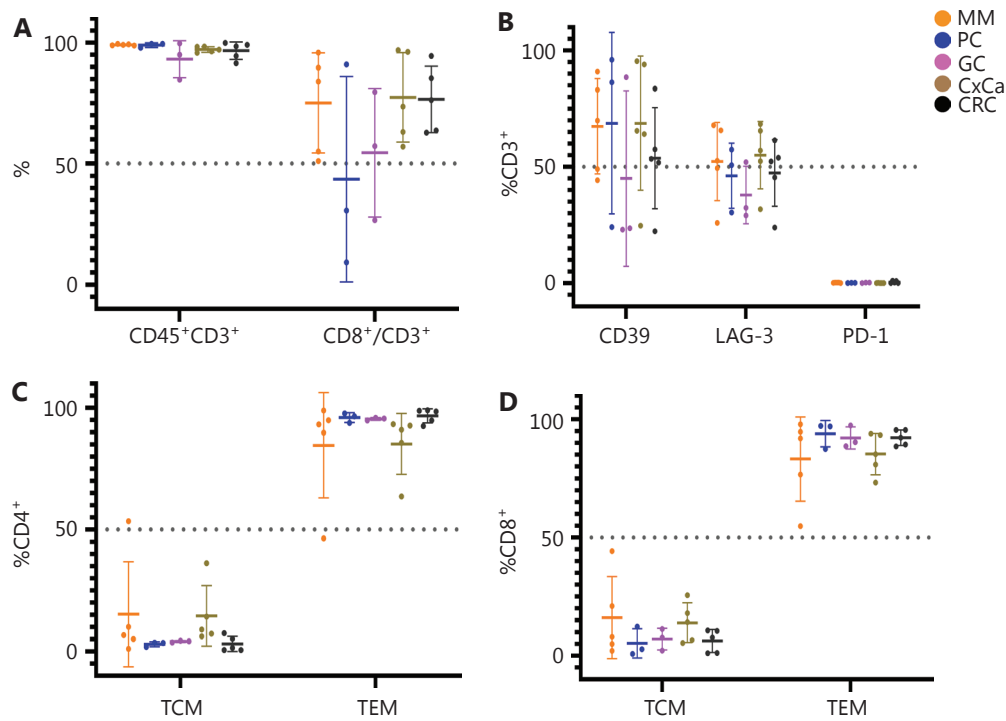 A
%
100
50
0
CD45⁺CD3⁺
CD8⁺/CD3⁺
B
%CD3⁺
100
50
0
CD39
LAG-3
PD-1
MM
PC
GC
CxCa
CRC
C
%CD4⁺
100
50
0
TCM
TEM
D
%CD8⁺
100
50
0
TCM
TEM